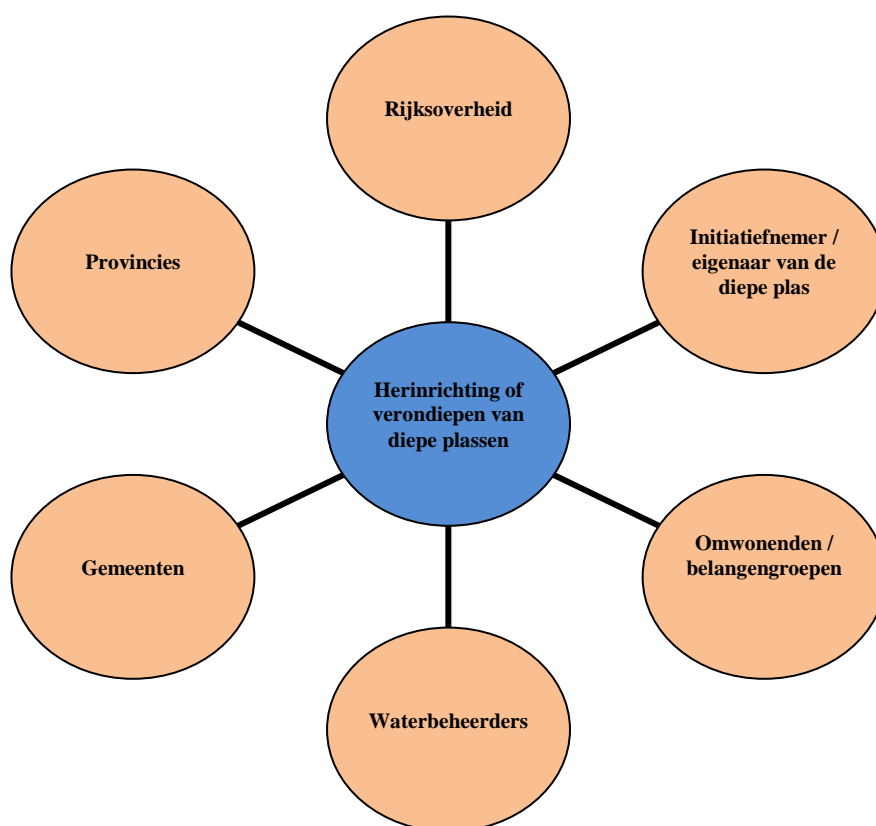 Rijksoverheid
Provincies
Initiatiefnemer /
eigenaar van de
diepe plas
Herinrichting of
verondiepen van
diepe plassen
Gemeenten
Omwonenden /
belangengroepen
Waterbeheerders